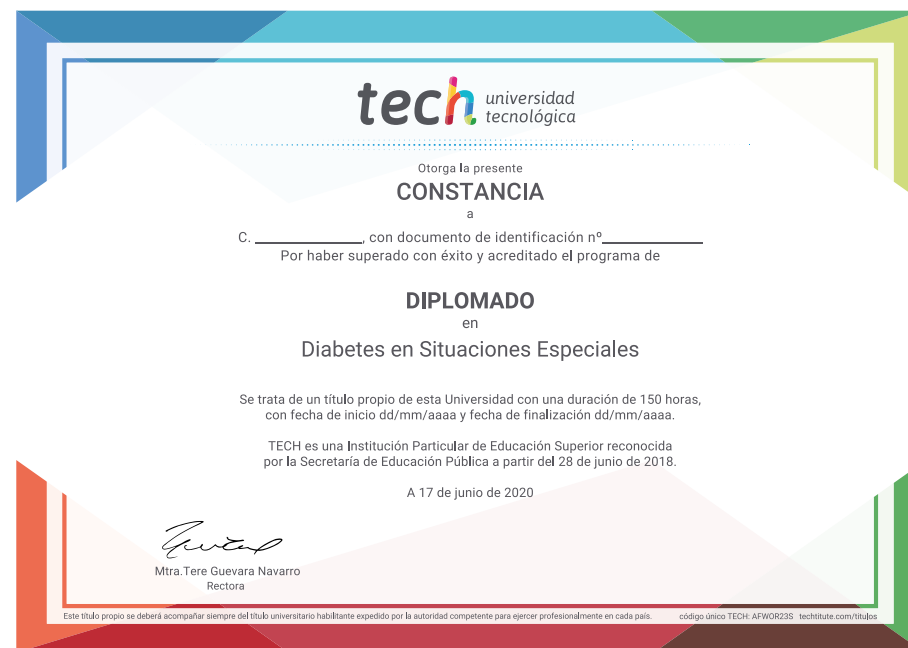 tech universidad
tecnológica
Otorga la presente
CONSTANCIA
a
C. ____________, con documento de identificación nº____________
Por haber superado con éxito y acreditado el programa de
DIPLOMADO
en
Diabetes en Situaciones Especiales
Se trata de un título propio de esta Universidad con una duración de 150 horas,
con fecha de inicio dd/mm/aaaa y fecha de finalización dd/mm/aaaa.
TECH es una Institución Particular de Educación Superior reconocida
por la Secretaría de Educación Pública a partir del 28 de junio de 2018.
A 17 de junio de 2020
Mtra.Tere Guevara Navarro
Rectora
Este título propio se deberá acompañar siempre del título universitario habilitante expedido por la autoridad competente para ejercer profesionalmente en cada país. código único TECH: AFWOR23S techtitute.com/titulos